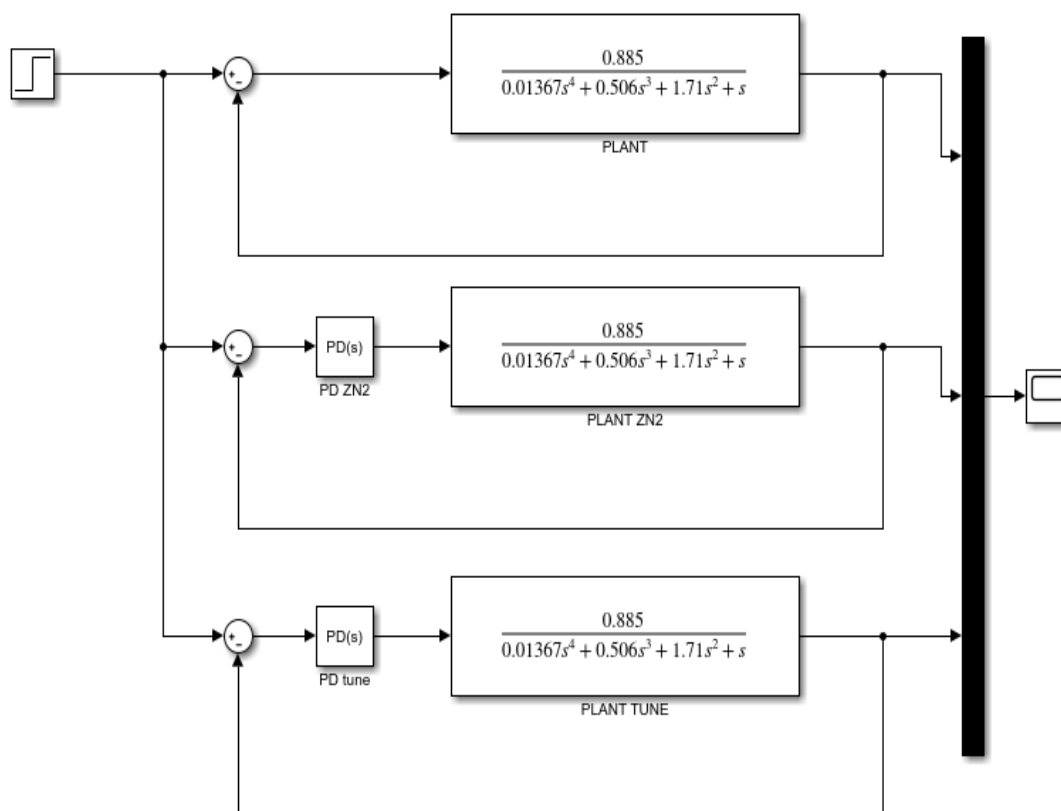 0.885
0.01367s⁴ + 0.506s³ + 1.71s² + s
PLANT
PD(s)
PD ZN2
0.885
0.01367s⁴ + 0.506s³ + 1.71s² + s
PLANT ZN2
PD(s)
PD tune
0.885
0.01367s⁴ + 0.506s³ + 1.71s² + s
PLANT TUNE